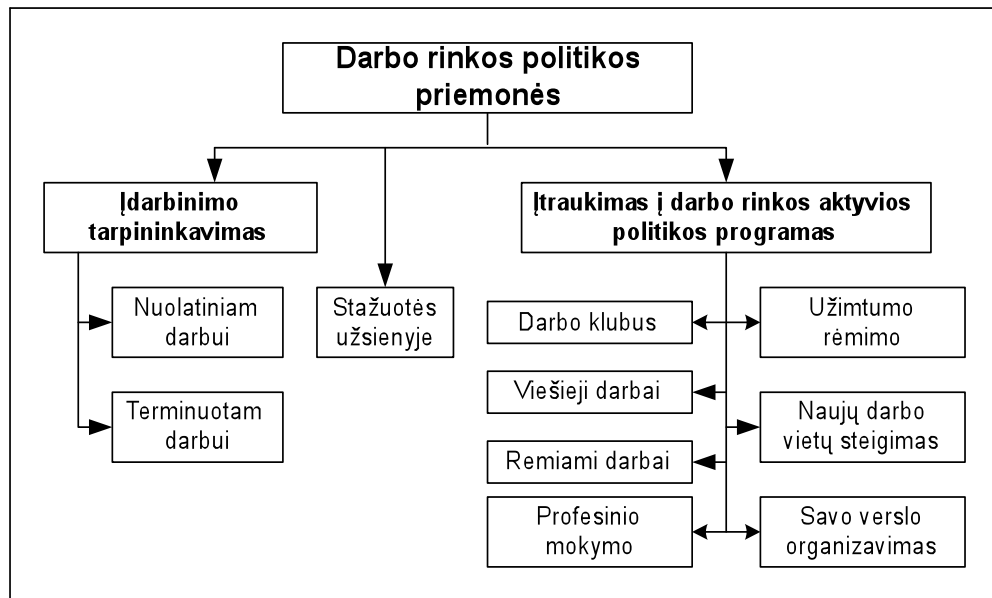 Darbo rinkos politikos
priemonės
Įdarbinimo
tarpininkavimas
Įtraukimas į darbo rinkos aktyvios
politikos programas
Nuolatiniam
darbui
Terminuotam
darbui
Stažuotės
užsienyje
Darbo klubus
Viešieji darbai
Remiami darbai
Profesinio
mokymo
Užimtumo
rėmimo
Naujų darbo
vietų steigimas
Savo verslo
organizavimas